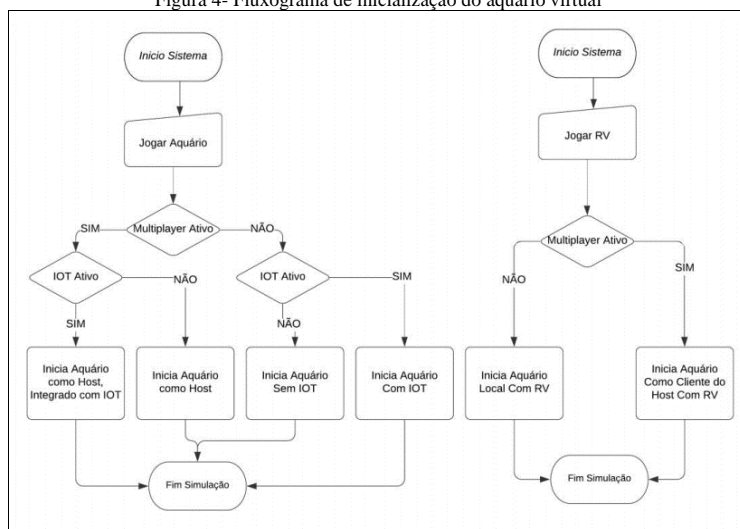 Figura 4- Fluxograma de inicialização do aquário virtual
Início Sistema
Jogar Aquário
Multiplayer Ativo
SIM
NÃO
IOT Ativo
NÃO
SIM
IOT Ativo
SIM
NÃO
Inicia Aquário
como Host,
Integrado com IOT
Inicia Aquário
como Host
Inicia Aquário
Sem IOT
Inicia Aquário
Com IOT
Fim Simulação
Início Sistema
Jogar RV
Multiplayer Ativo
NÃO
SIM
Inicia Aquário
Local Com RV
Inicia Aquário
Como Cliente do
Host Com RV
Fim Simulação